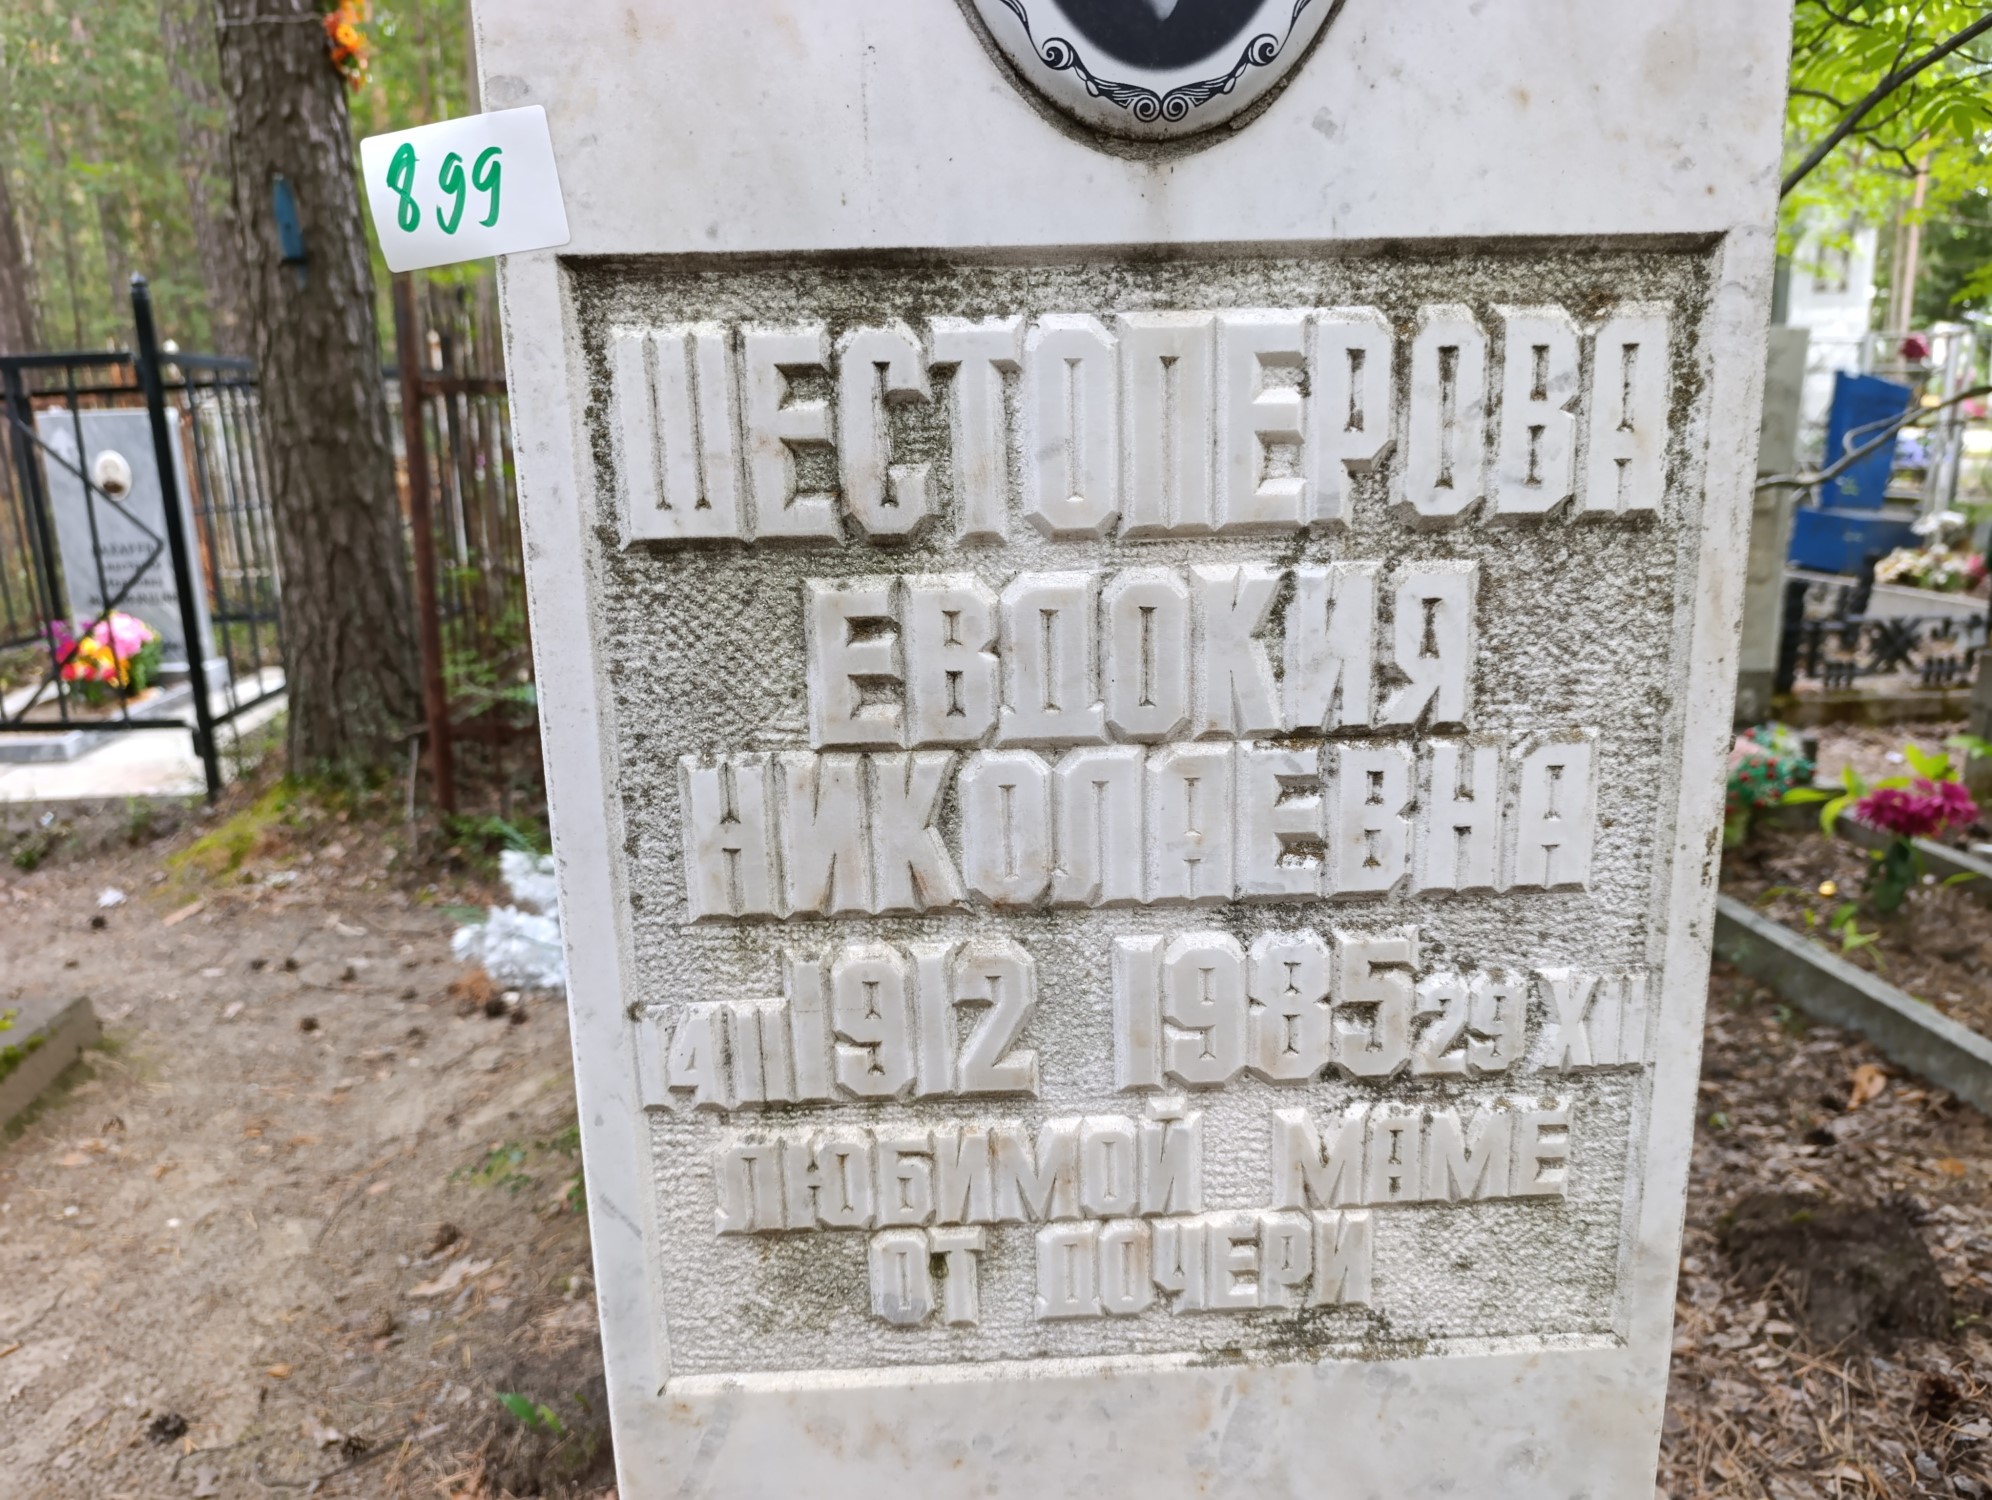 899
ШЕСТОПЕРОВА
ЕВДОКИЯ
НИКОЛАЕВНА
14 III 1912 1985 29 XII
ЛЮБИМОЙ МАМЕ
ОТ ДОЧЕРИ